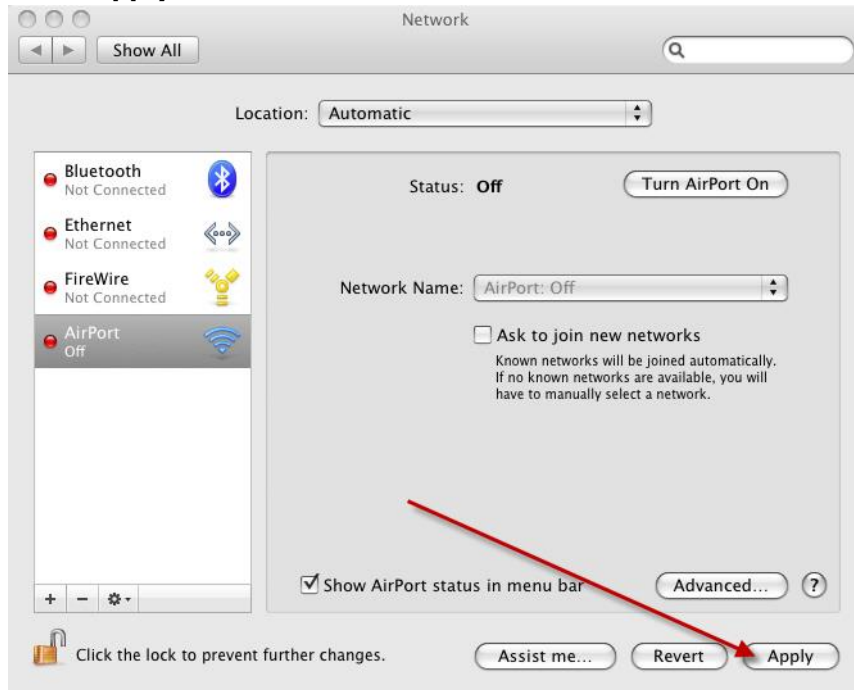 Network
Show All
Location: Automatic
Bluetooth
Not Connected
Ethernet
Not Connected
FireWire
Not Connected
AirPort
Off
Status: Off
Turn AirPort On
Network Name: AirPort: Off
Ask to join new networks
Known networks will be joined automatically.
If no known networks are available, you will
have to manually select a network.
Show AirPort status in menu bar
Advanced...
?
+ -
Click the lock to prevent further changes.
Assist me...
Revert
Apply